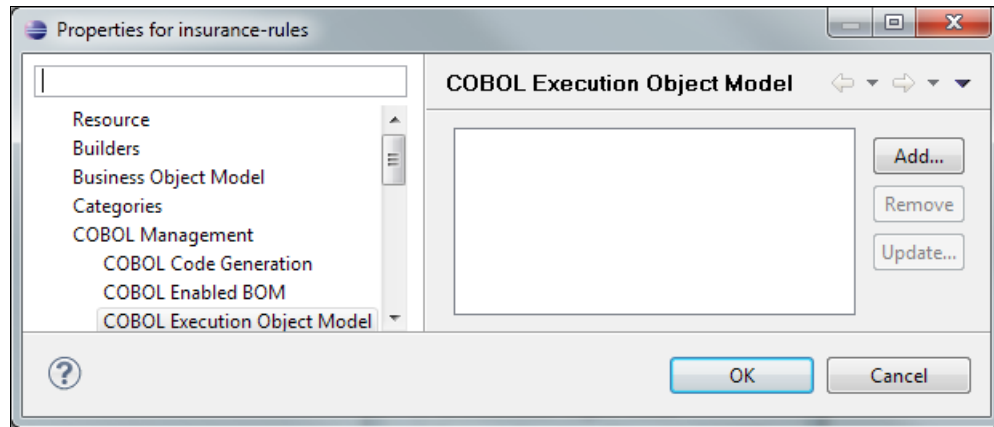 Properties for insurance-rules
COBOL Execution Object Model
Resource
Builders
Business Object Model
Categories
COBOL Management
COBOL Code Generation
COBOL Enabled BOM
COBOL Execution Object Model
Add...
Remove
Update...
?
OK
Cancel